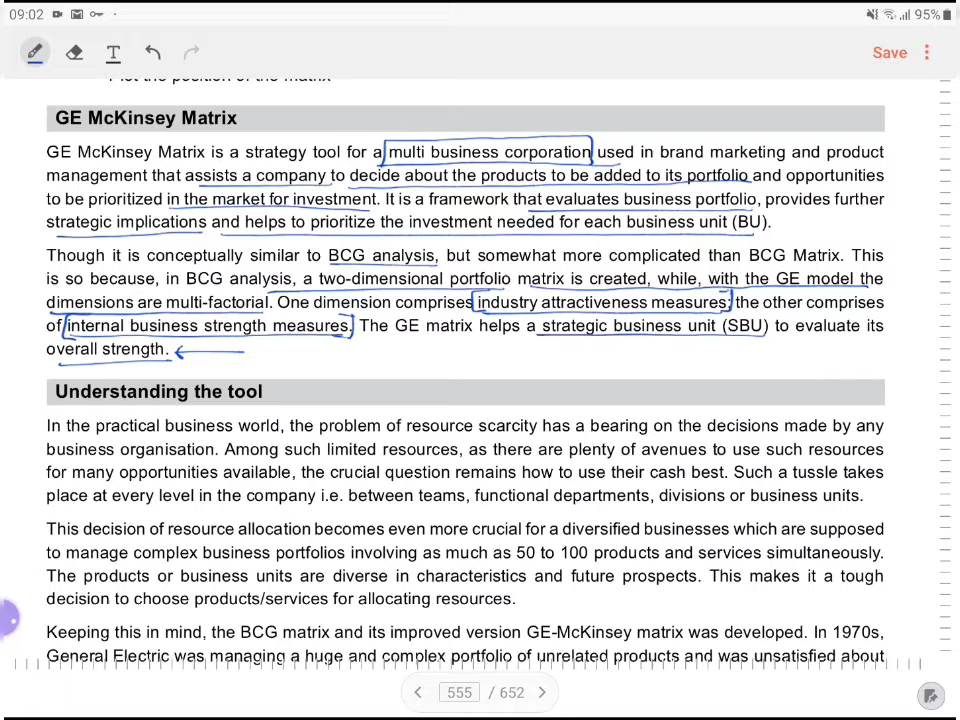 09:02
95%
T
Save
Plot the position of the matrix
GE McKinsey Matrix
GE McKinsey Matrix is a strategy tool for a multi business corporation used in brand marketing and product
management that assists a company to decide about the products to be added to its portfolio and opportunities
to be prioritized in the market for investment. It is a framework that evaluates business portfolio, provides further
strategic implications and helps to prioritize the investment needed for each business unit (BU).
Though it is conceptually similar to BCG analysis, but somewhat more complicated than BCG Matrix. This
is so because, in BCG analysis, a two-dimensional portfolio matrix is created, while, with the GE model the
dimensions are multi-factorial. One dimension comprises industry attractiveness measures; the other comprises
of internal business strength measures. The GE matrix helps a strategic business unit (SBU) to evaluate its
overall strength.
Understanding the tool
In the practical business world, the problem of resource scarcity has a bearing on the decisions made by any
business organisation. Among such limited resources, as there are plenty of avenues to use such resources
for many opportunities available, the crucial question remains how to use their cash best. Such a tussle takes
place at every level in the company i.e. between teams, functional departments, divisions or business units.
This decision of resource allocation becomes even more crucial for a diversified businesses which are supposed
to manage complex business portfolios involving as much as 50 to 100 products and services simultaneously.
The products or business units are diverse in characteristics and future prospects. This makes it a tough
decision to choose products/services for allocating resources.
Keeping this in mind, the BCG matrix and its improved version GE-McKinsey matrix was developed. In 1970s,
General Electric was managing a huge and complex portfolio of unrelated products and was unsatisfied about
555 / 652